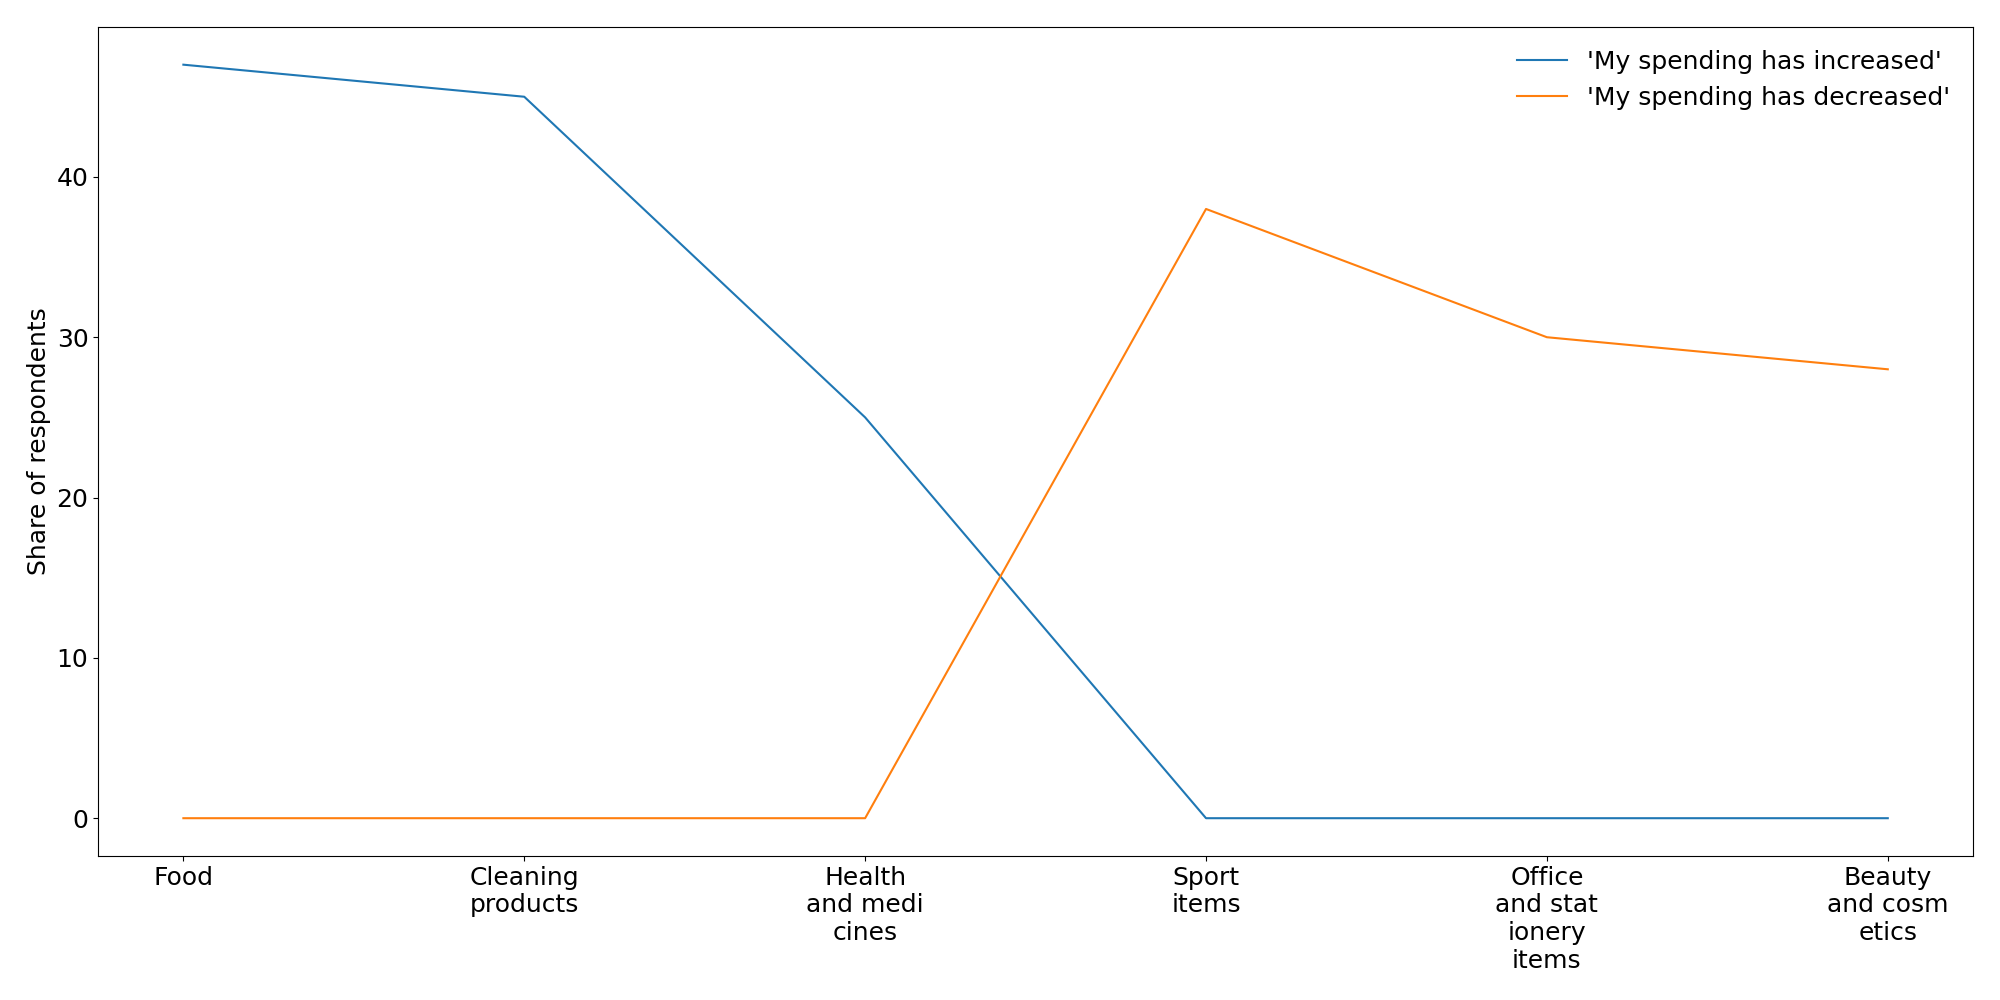 'My spending has increased'
'My spending has decreased'
Share of respondents
40
30
20
10
0
Food
Cleaning
products
Health
and medi
cines
Sport
items
Office
and stat
ionery
items
Beauty
and cosm
etics